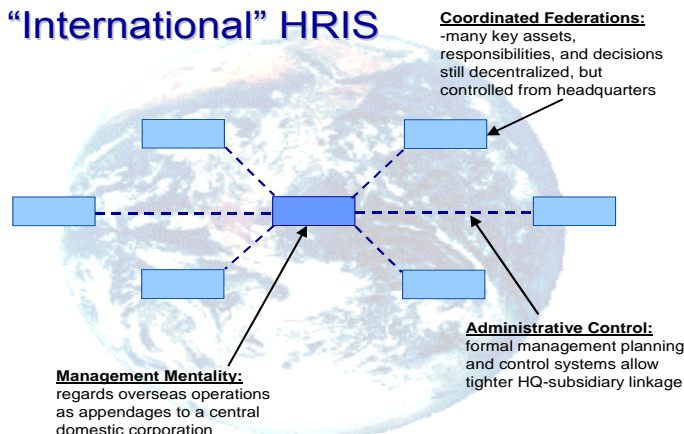 “International” HRIS
Coordinated Federations:
-many key assets,
responsibilities, and decisions
still decentralized, but
controlled from headquarters
Administrative Control:
formal management planning
and control systems allow
tighter HQ-subsidiary linkage
Management Mentality:
regards overseas operations
as appendages to a central
domestic corporation